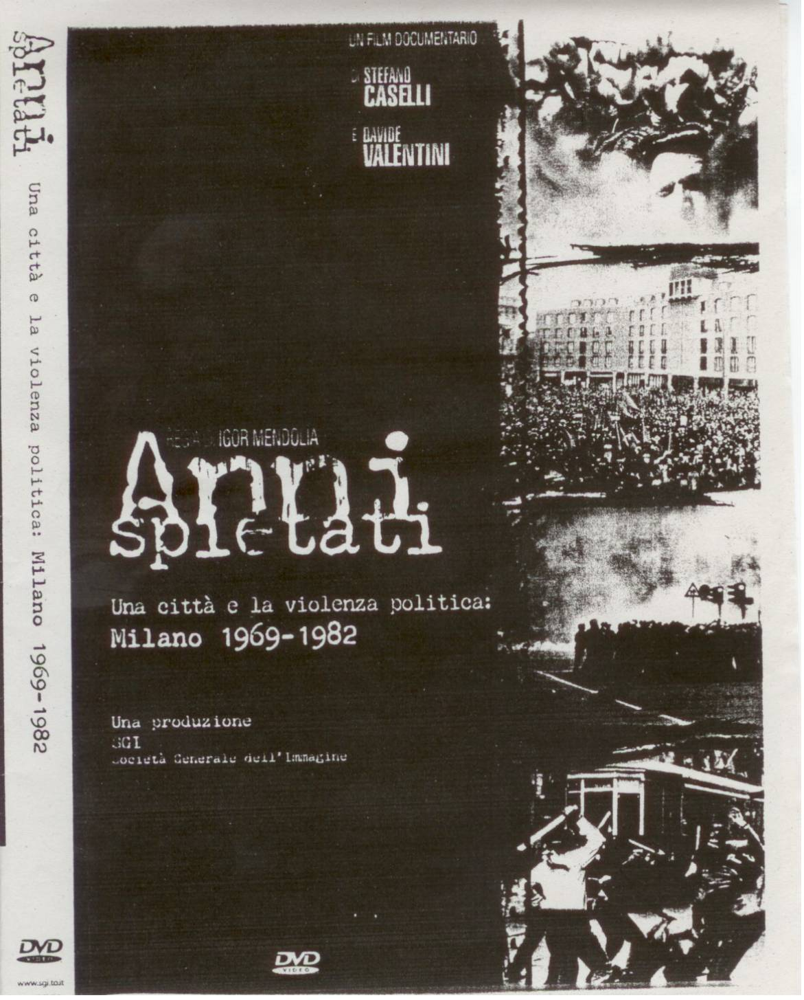 Anni
spietati
Una città e la violenza politica: Milano 1969-1982
DVD
VIDEO
www.sgi.to.it
UN FILM DOCUMENTARIO
DI STEFANO
CASELLI
E DAVIDE
VALENTINI
REGIA DI IGOR MENDOLIA
Anni
spietati
Una città e la violenza politica:
Milano 1969-1982
Una produzione
SGI
Società Generale dell'Immagine
DVD
VIDEO